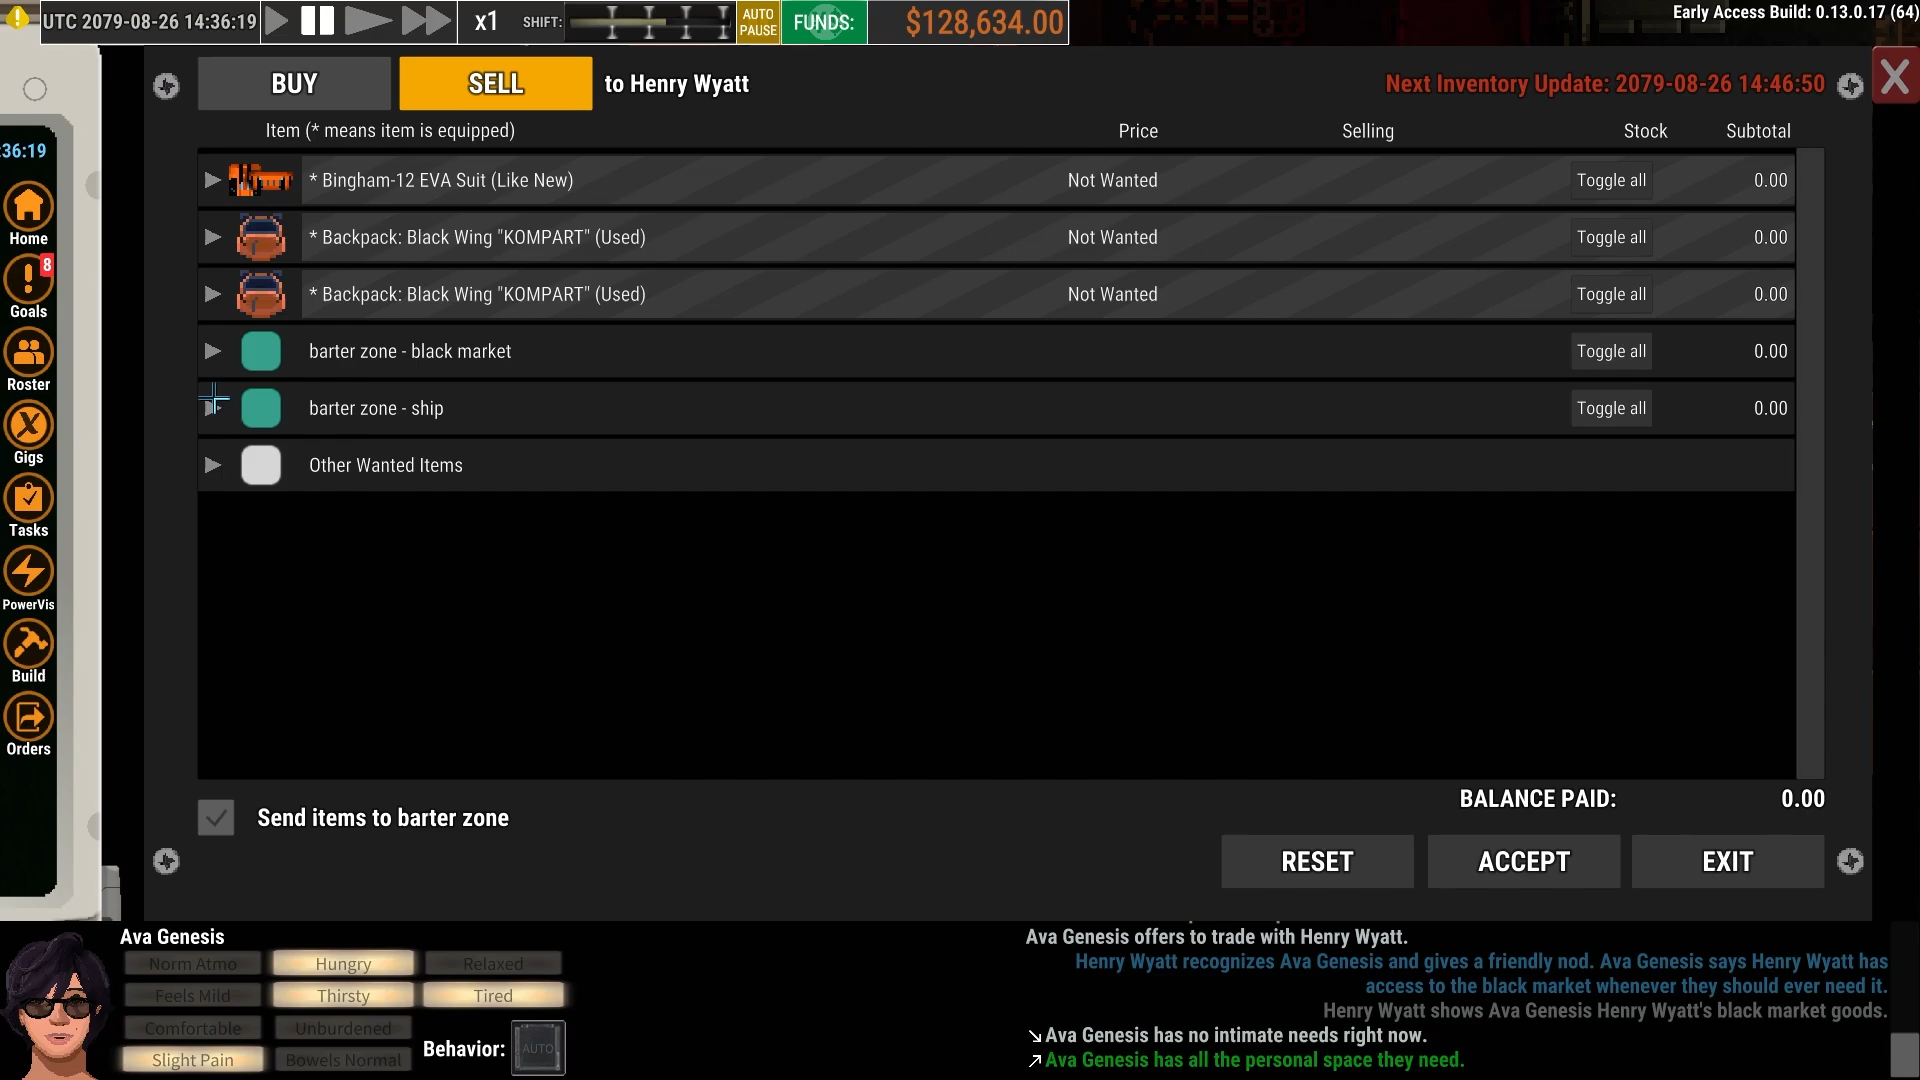 UTC 2079-08-26 14:36:19
x1
SHIFT:
AUTO
PAUSE
FUNDS:
$128,634.00
Early Access Build: 0.13.0.17 (64)
BUY
SELL
to Henry Wyatt
Next Inventory Update: 2079-08-26 14:46:50
X
Item (* means item is equipped)
Price
Selling
Stock
Subtotal
:36:19
* Bingham-12 EVA Suit (Like New)
Not Wanted
Toggle all
0.00
* Backpack: Black Wing "KOMPART" (Used)
Not Wanted
Toggle all
0.00
* Backpack: Black Wing "KOMPART" (Used)
Not Wanted
Toggle all
0.00
barter zone - black market
Toggle all
0.00
barter zone - ship
Toggle all
0.00
Other Wanted Items
Home
8
Goals
Roster
Gigs
Tasks
PowerVis
Build
Orders
BALANCE PAID:
0.00
Send items to barter zone
RESET
ACCEPT
EXIT
Ava Genesis
Norm Atmo
Hungry
Relaxed
Feels Mild
Thirsty
Tired
Comfortable
Unburdened
Slight Pain
Bowels Normal
Behavior:
AUTO
Ava Genesis offers to trade with Henry Wyatt.
Henry Wyatt recognizes Ava Genesis and gives a friendly nod. Ava Genesis says Henry Wyatt has
access to the black market whenever they should ever need it.
Henry Wyatt shows Ava Genesis Henry Wyatt's black market goods.
↘Ava Genesis has no intimate needs right now.
↗Ava Genesis has all the personal space they need.